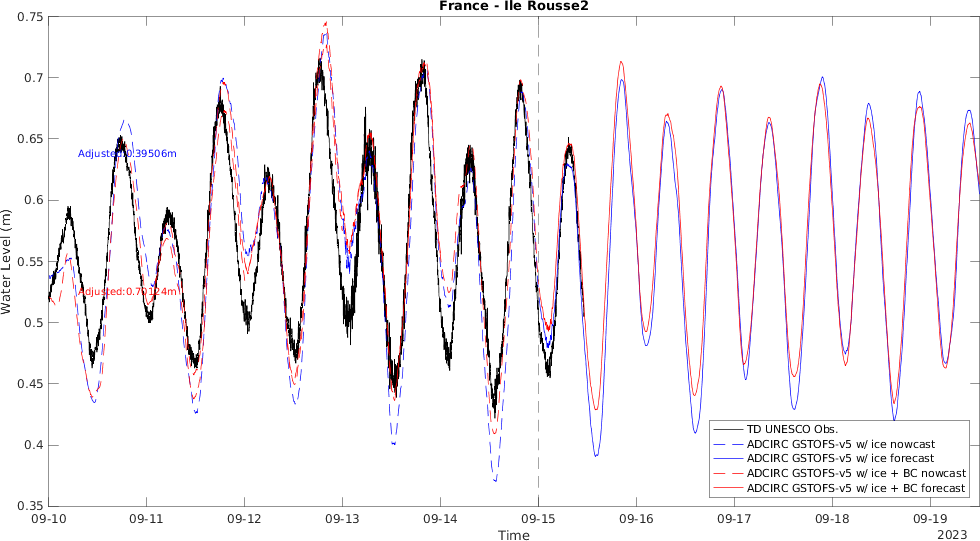 France - Ile Rousse2
0.75
0.7
0.65
0.6
0.55
0.5
0.45
0.4
0.35
Water Level (m)
Adjusted:0.39506m
Adjusted:0.70124m
TD UNESCO Obs.
ADCIRC GSTOFS-v5 w/ ice nowcast
ADCIRC GSTOFS-v5 w/ ice forecast
ADCIRC GSTOFS-v5 w/ ice + BC nowcast
ADCIRC GSTOFS-v5 w/ ice + BC forecast
09-10 09-11 09-12 09-13 09-14 09-15 09-16 09-17 09-18 09-19
Time
2023